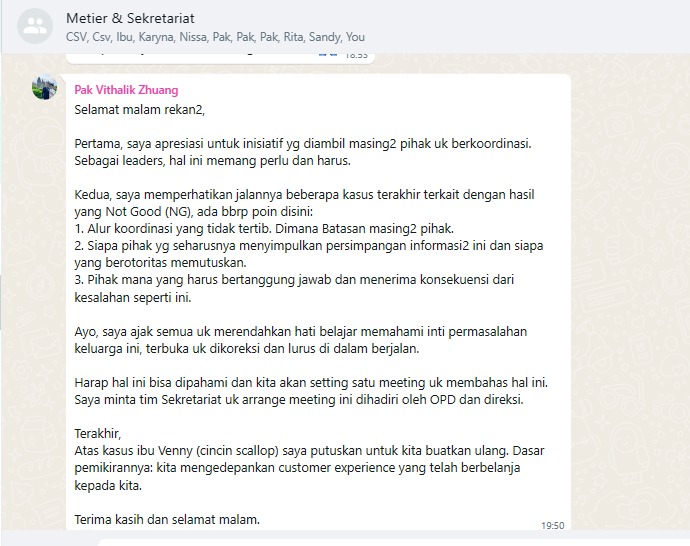 Metier & Sekretariat
CSV, Csv, Ibu, Karyna, Nissa, Pak, Pak, Pak, Rita, Sandy, You
18.53
Pak Vithalik Zhuang
Selamat malam rekan2,
Pertama, saya apresiasi untuk inisiatif yg diambil masing2 pihak uk berkoordinasi.
Sebagai leaders, hal ini memang perlu dan harus.
Kedua, saya memperhatikan jalannya beberapa kasus terakhir terkait dengan hasil
yang Not Good (NG), ada bbrp poin disini:
1. Alur koordinasi yang tidak tertib. Dimana Batasan masing2 pihak.
2. Siapa pihak yg seharusnya menyimpulkan persimpangan informasi2 ini dan siapa
yang berotoritas memutuskan.
3. Pihak mana yang harus bertanggung jawab dan menerima konsekuensi dari
kesalahan seperti ini.
Ayo, saya ajak semua uk merendahkan hati belajar memahami inti permasalahan
keluarga ini, terbuka uk dikoreksi dan lurus di dalam berjalan.
Harap hal ini bisa dipahami dan kita akan setting satu meeting uk membahas hal ini.
Saya minta tim Sekretariat uk arrange meeting ini dihadiri oleh OPD dan direksi.
Terakhir,
Atas kasus ibu Venny (cincin scallop) saya putuskan untuk kita buatkan ulang. Dasar
pemikirannya: kita mengedepankan customer experience yang telah berbelanja
kepada kita.
Terima kasih dan selamat malam.
19:50